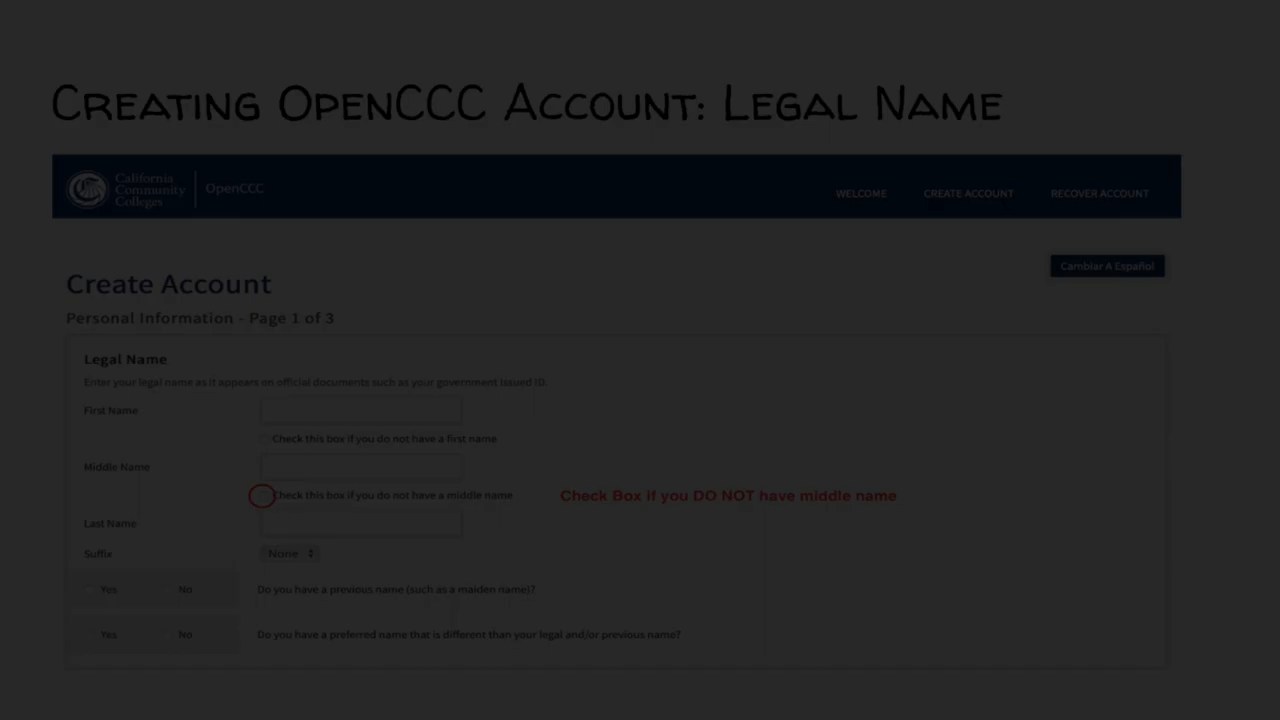 Creating OpenCCC Account: Legal Name
California
Community
Colleges
OpenCCC
WELCOME
CREATE ACCOUNT
RECOVER ACCOUNT
Cambiar A Español
Create Account
Personal Information - Page 1 of 3
Legal Name
Enter your legal name as it appears on official documents such as your government issued ID.
First Name
Check this box if you do not have a first name
Middle Name
Check this box if you do not have a middle name
Check Box if you DO NOT have middle name
Last Name
Suffix
None
Yes No Do you have a previous name (such as a maiden name)?
Yes No Do you have a preferred name that is different than your legal and/or previous name?